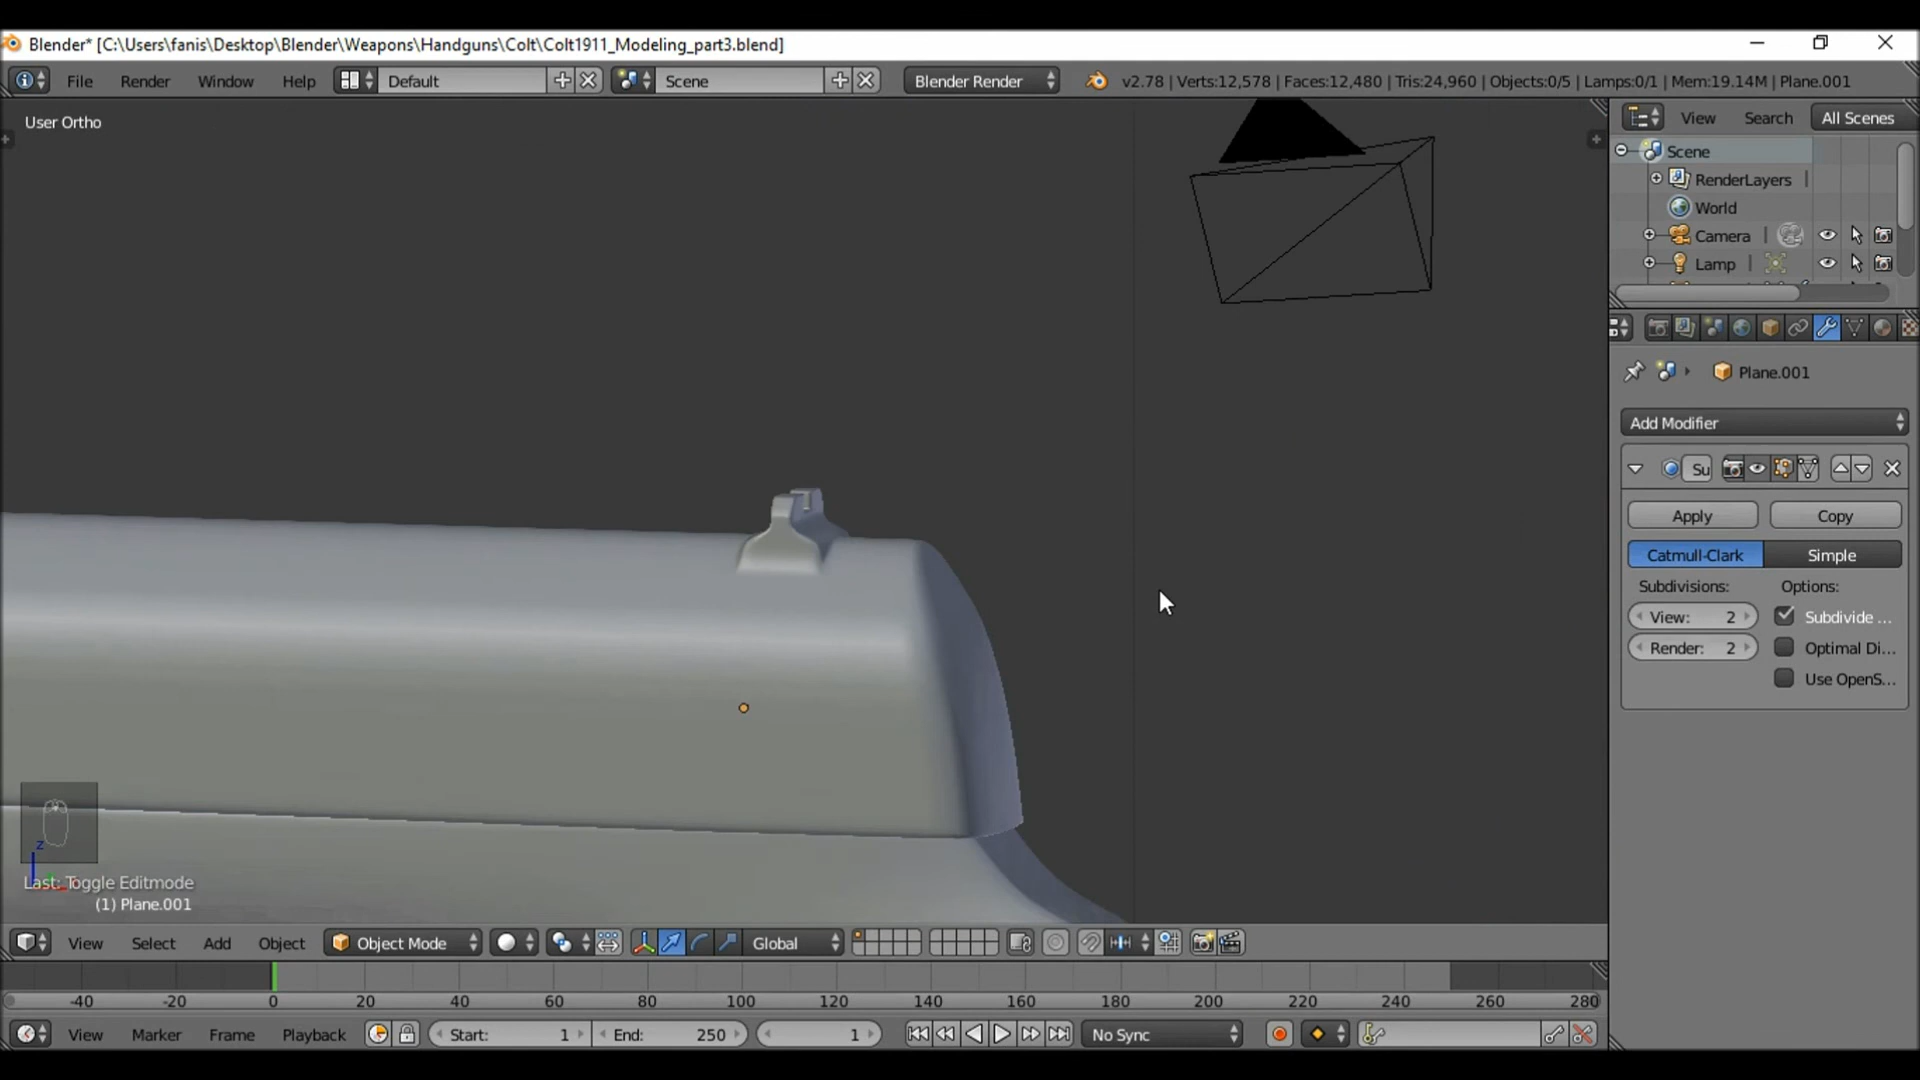 Blender* [C:\Users\fanis\Desktop\Blender\Weapons\Handguns\Colt\Colt1911_Modeling_part3.blend]
File Render Window Help Default Scene Blender Render v2.78 | Verts:12,578 | Faces:12,480 | Tris:24,960 | Objects:0/5 | Lamps:0/1 | Mem:19.14M | Plane.001
User Ortho
View Search All Scenes
Scene
RenderLayers
World
Camera
Lamp
Plane.001
Add Modifier
Su
Apply Copy
Catmull-Clark Simple
Subdivisions: Options:
View: 2 Subdivide ...
Render: 2 Optimal Di...
Use OpenS...
z
Last: Toggle Editmode
(1) Plane.001
View Select Add Object Object Mode Global
-40 -20 0 20 40 60 80 100 120 140 160 180 200 220 240 260 280
View Marker Frame Playback Start: 1 End: 250 1 No Sync